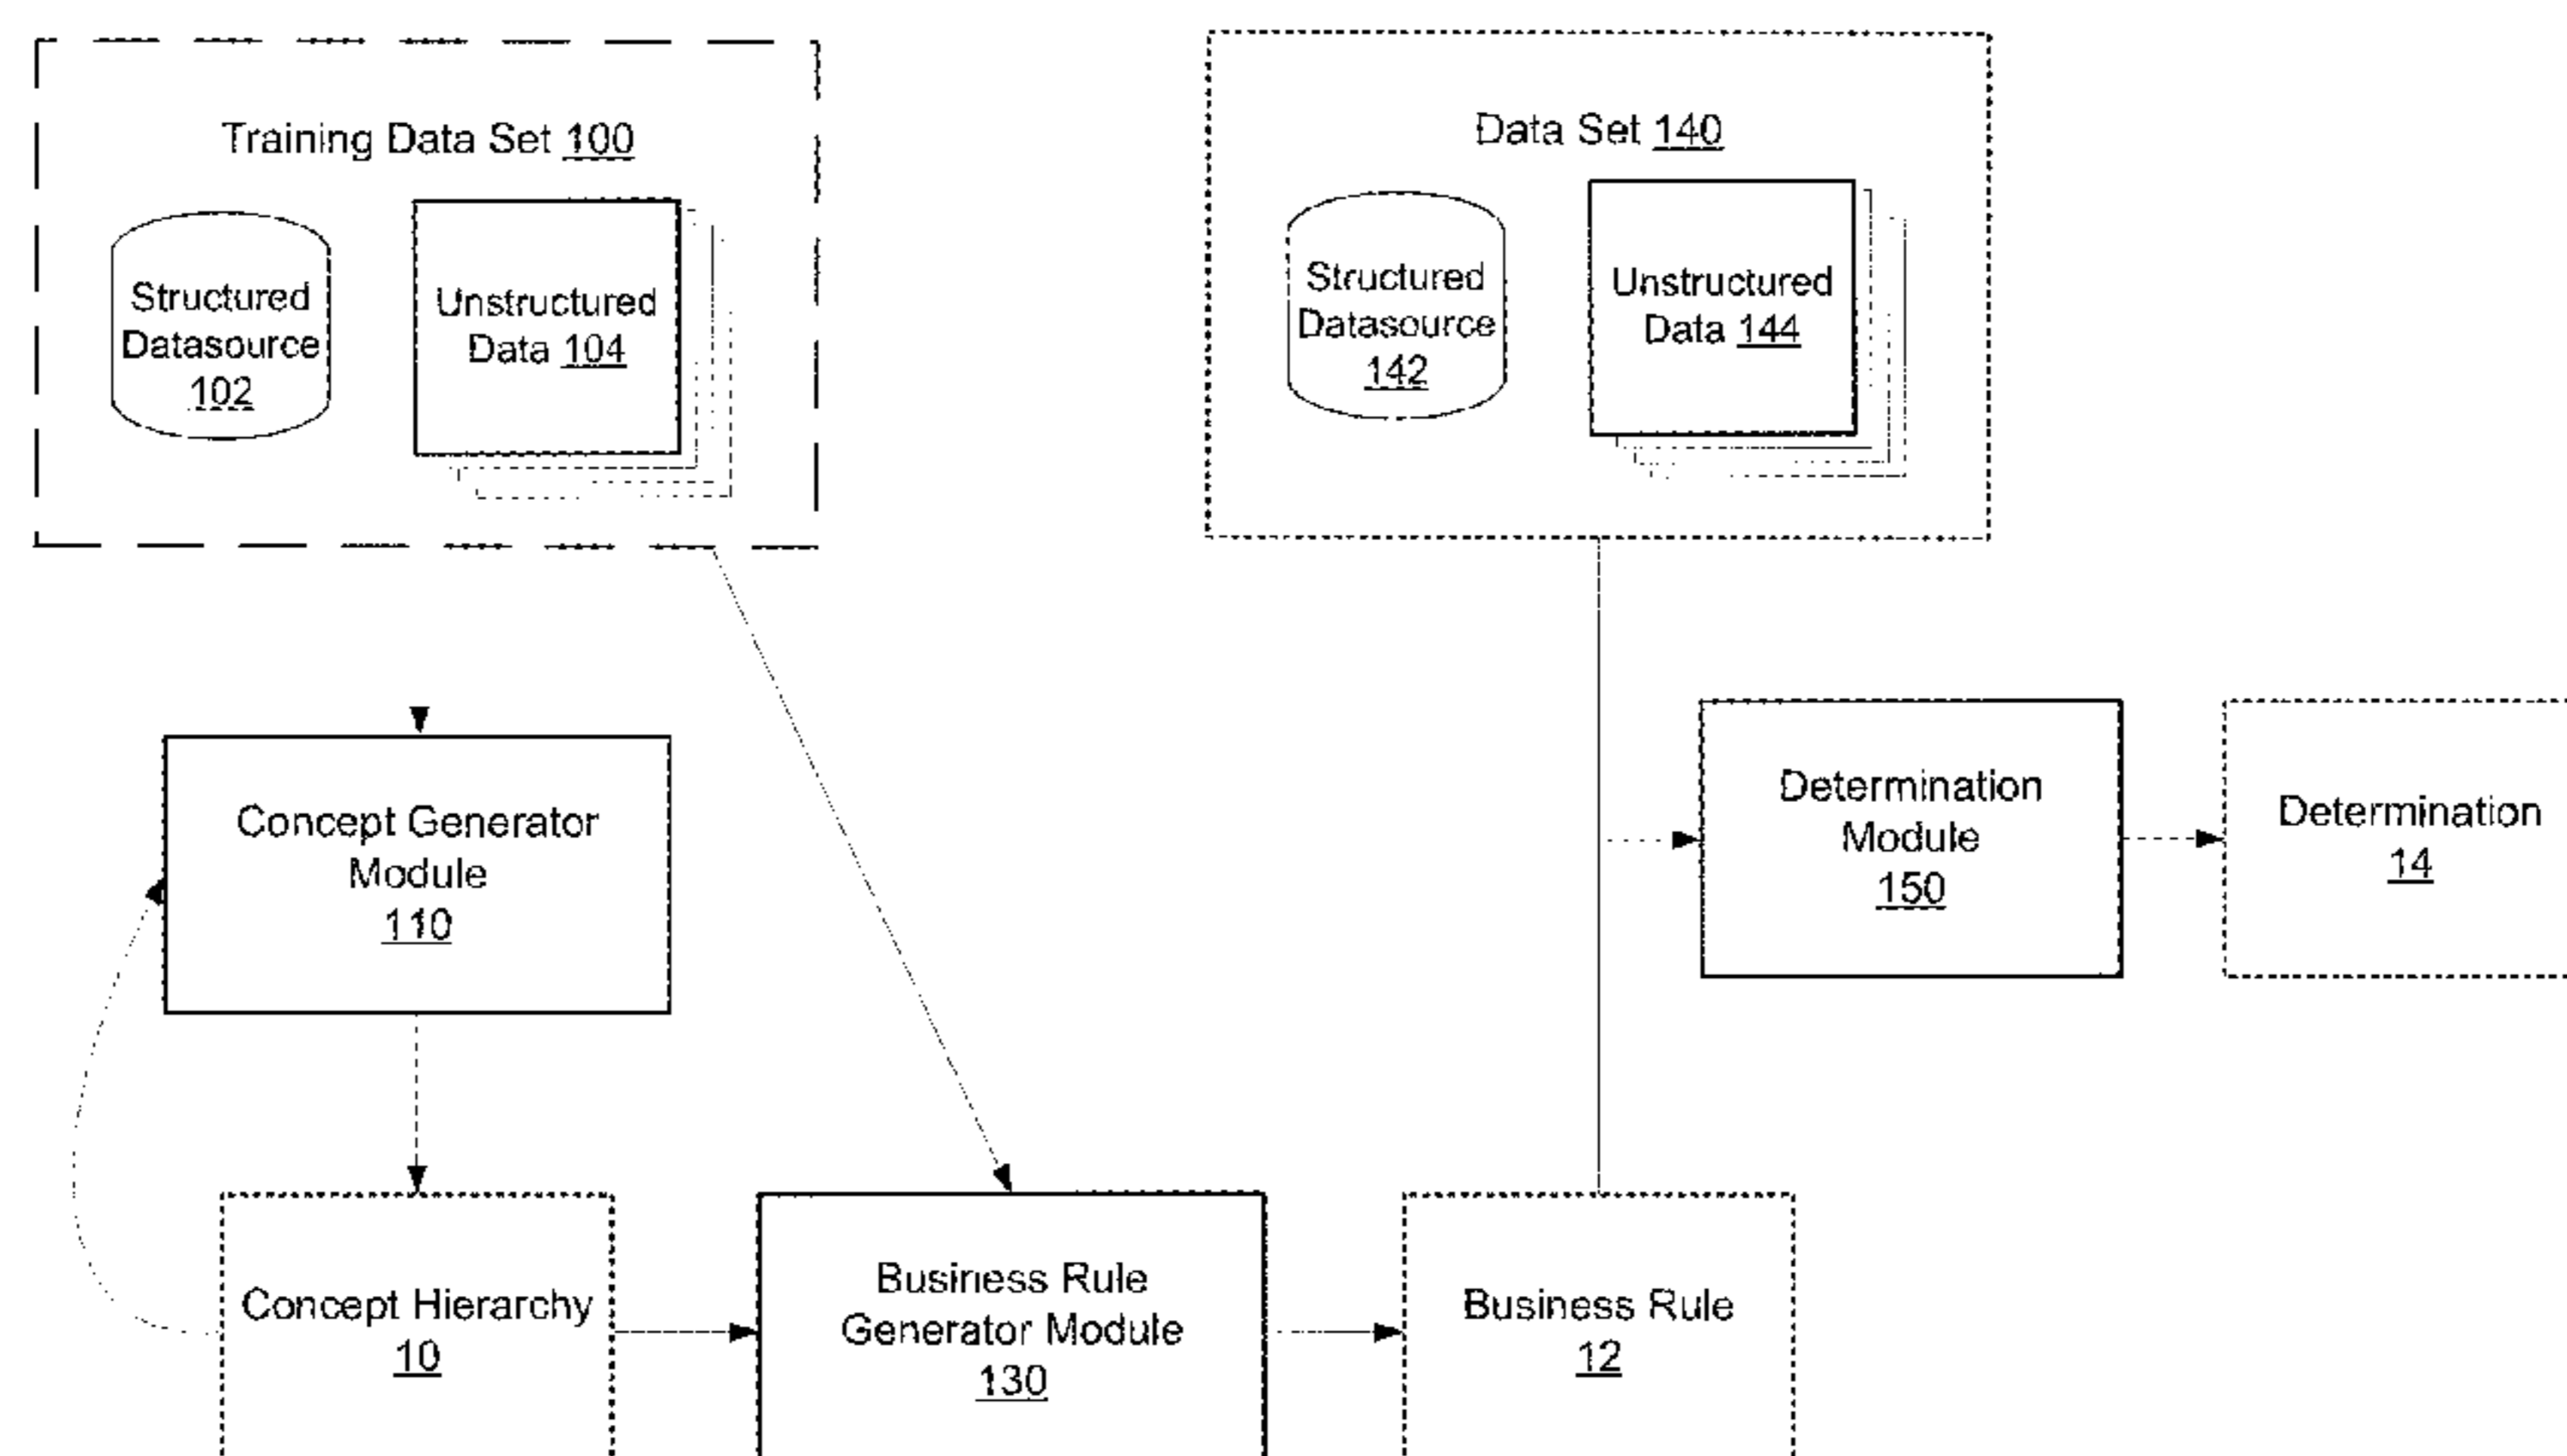 Training Data Set 100
Structured
Datasource
102
Unstructured
Data 104
Data Set 140
Structured
Datasource
142
Unstructured
Data 144
Concept Generator
Module
110
Determination
Module
150
Determination
14
Concept Hierarchy
10
Business Rule
Generator Module
130
Business Rule
12